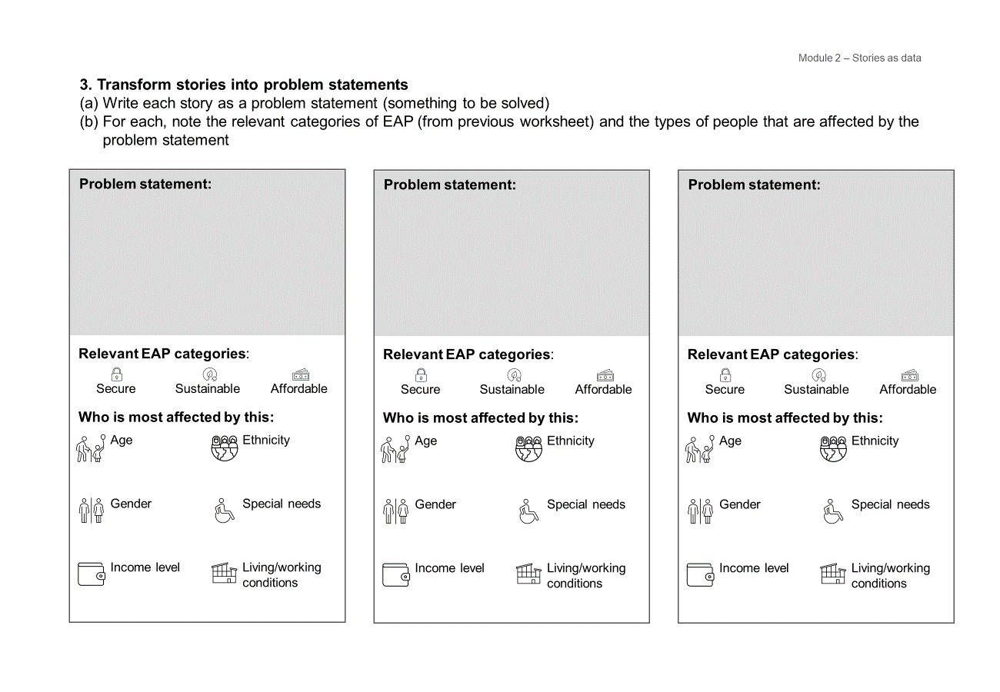 Module 2 – Stories as data
3. Transform stories into problem statements
(a) Write each story as a problem statement (something to be solved)
(b) For each, note the relevant categories of EAP (from previous worksheet) and the types of people that are affected by the
problem statement
Problem statement:
Relevant EAP categories:
Secure Sustainable Affordable
Who is most affected by this:
Age Ethnicity
Gender Special needs
Income level Living/working
conditions
Problem statement:
Relevant EAP categories:
Secure Sustainable Affordable
Who is most affected by this:
Age Ethnicity
Gender Special needs
Income level Living/working
conditions
Problem statement:
Relevant EAP categories:
Secure Sustainable Affordable
Who is most affected by this:
Age Ethnicity
Gender Special needs
Income level Living/working
conditions